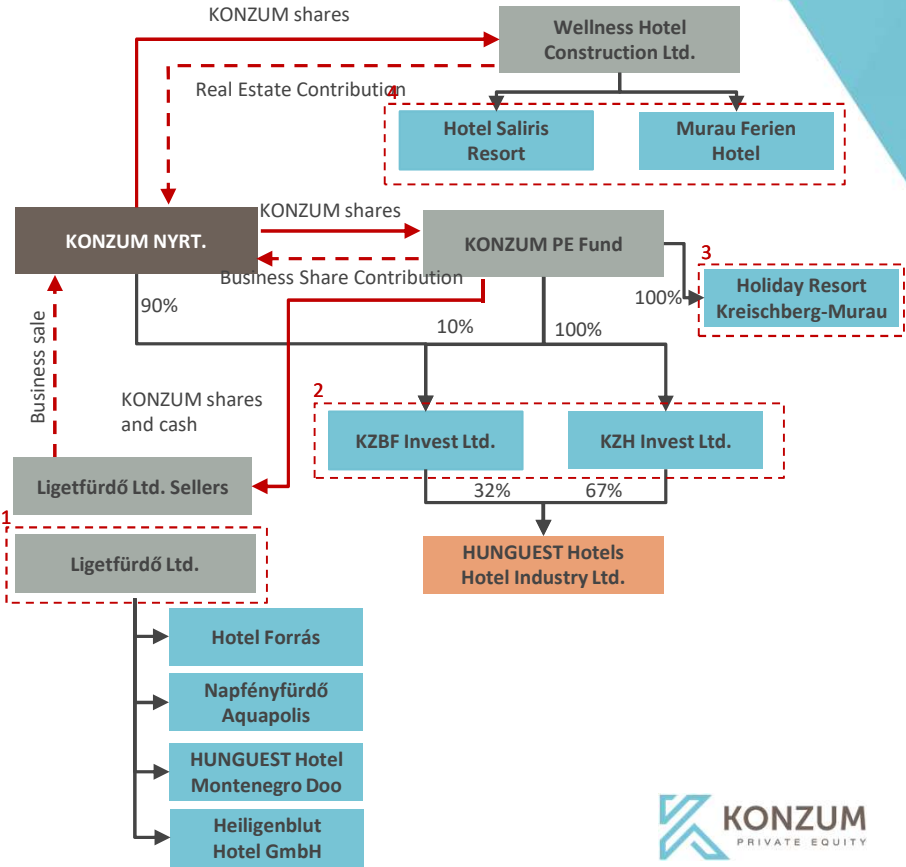 KONZUM shares
Wellness Hotel
Construction Ltd.
Real Estate Contribution
4
Hotel Saliris
Resort
Murau Ferien
Hotel
KONZUM NYRT.
KONZUM shares
KONZUM PE Fund
Business Share Contribution
3
Holiday Resort
Kreischberg-Murau
100%
90%
10%
100%
Business sale
KONZUM shares
and cash
2
KZBF Invest Ltd.
KZH Invest Ltd.
Ligetfürdő Ltd. Sellers
32%
67%
1
Ligetfürdő Ltd.
HUNGUEST Hotels
Hotel Industry Ltd.
Hotel Forrás
Napfényfürdő
Aquapolis
HUNGUEST Hotel
Montenegro Doo
Heiligenblut
Hotel GmbH
KONZUM
PRIVATE EQUITY